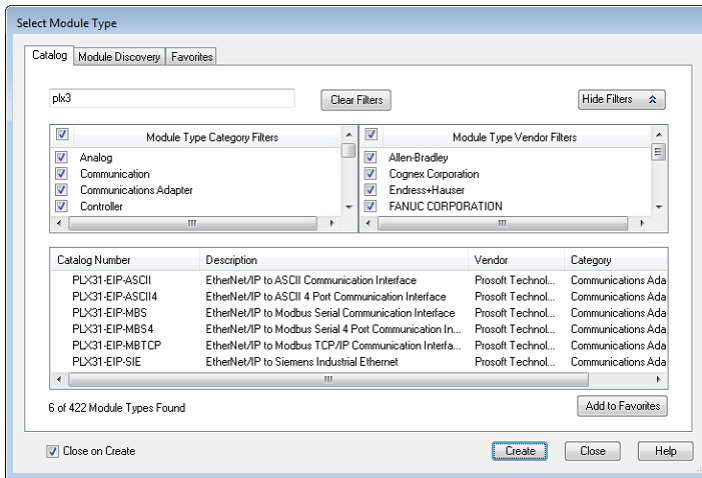 Select Module Type
Catalog Module Discovery Favorites
plx3 Clear Filters Hide Filters
Module Type Category Filters Module Type Vendor Filters
Analog Allen-Bradley
Communication Cognex Corporation
Communications Adapter Endress+Hauser
Controller FANUC CORPORATION
Catalog Number Description Vendor Category
PLX31-EIP-ASCII EtherNet/IP to ASCII Communication Interface Prosoft Technol... Communications Ada
PLX31-EIP-ASCII4 EtherNet/IP to ASCII 4 Port Communication Interface Prosoft Technol... Communications Ada
PLX31-EIP-MBS EtherNet/IP to Modbus Serial Communication Interface Prosoft Technol... Communications Ada
PLX31-EIP-MBS4 EtherNet/IP to Modbus Serial 4 Port Communication In... Prosoft Technol... Communications Ada
PLX31-EIP-MBTCP EtherNet/IP to Modbus TCP/IP Communication Interfa... Prosoft Technol... Communications Ada
PLX31-EIP-SIE EtherNet/IP to Siemens Industrial Ethernet Prosoft Technol... Communications Ada
6 of 422 Module Types Found Add to Favorites
Close on Create Create Close Help